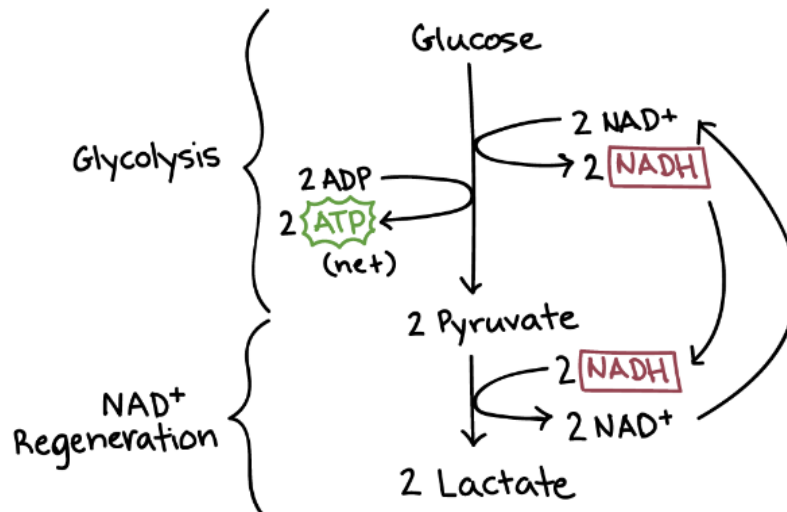 Glucose
Glycolysis
2 NAD+
2 NADH
2 ADP
2 ATP
(net)
2 Pyruvate
NAD+
Regeneration
2 NADH
2 NAD+
2 Lactate